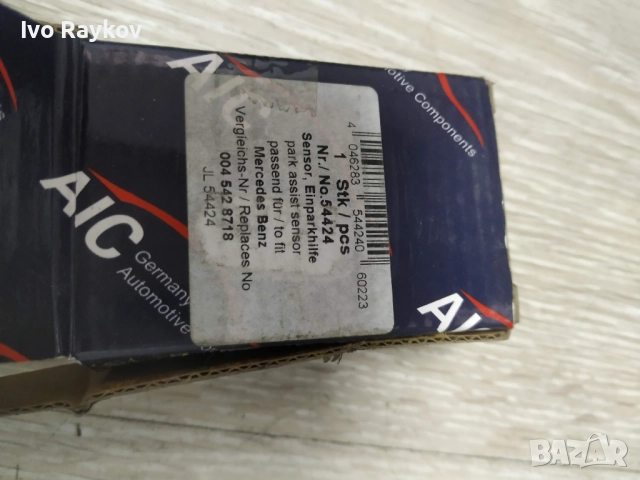 Ivo Raykov
AIC
Automotive Components
4 046283 544240 60223
1 Stk / pcs
Nr./ No.54424
Sensor, Einparkhilfe
park assist sensor
passend für / to fit
Mercedes Benz
Vergleichs-Nr / Replaces No
004 542 8718
JL 54424
AIC
Germany
Automotive
AIC
BAZAR